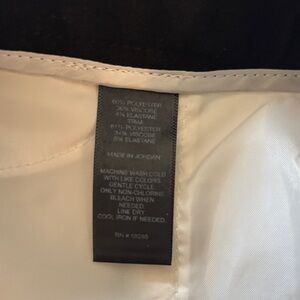 60% POLYESTER
36% VISCOSE
4% ELASTANE
TRIM:
61% POLYESTER
34% VISCOSE
5% ELASTANE
MADE IN JORDAN
MACHINE WASH COLD
WITH LIKE COLORS
GENTLE CYCLE
ONLY NON-CHLORINE
BLEACH WHEN
NEEDED.
LINE DRY
COOL IRON IF NEEDED.
RN #